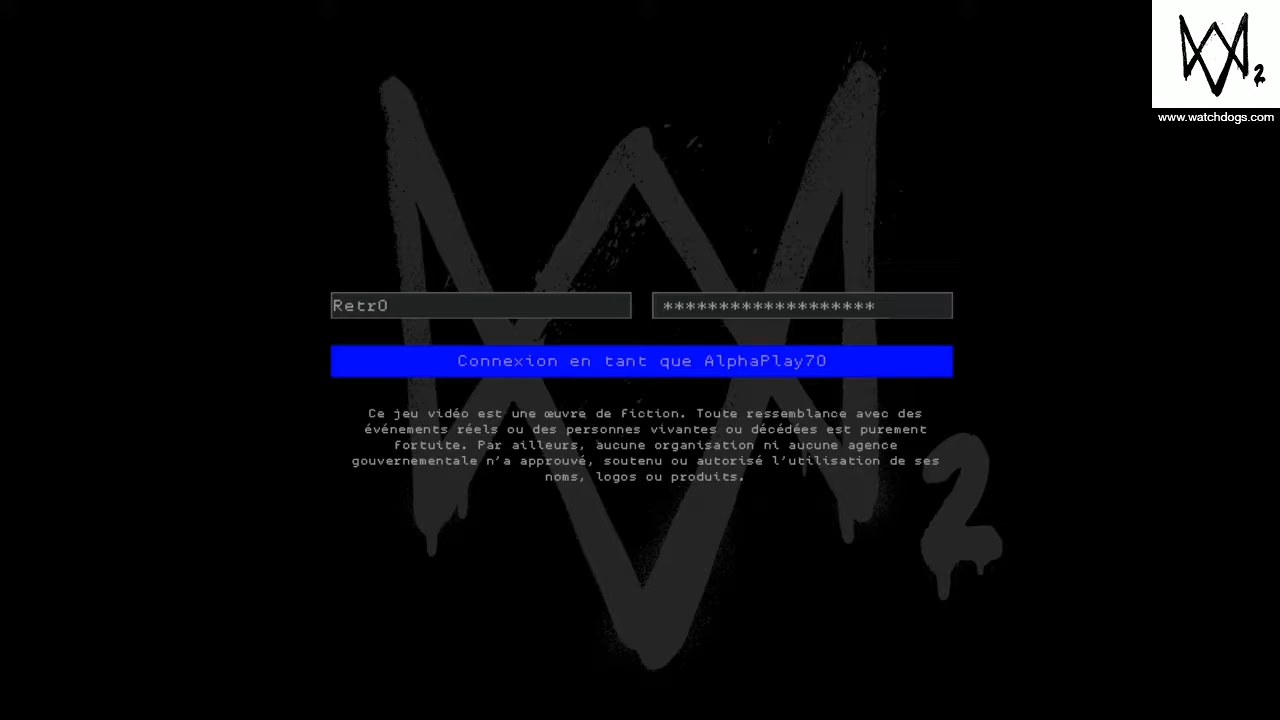 2
www.watchdogs.com
RetrO
*******************
Connexion en tant que AlphaPlay70
Ce jeu vidéo est une œuvre de fiction. Toute ressemblance avec des
événements réels ou des personnes vivantes ou décédées est purement
fortuite. Par ailleurs, aucune organisation ni aucune agence
gouvernementale n'a approuvé, soutenu ou autorisé l'utilisation de ses
noms, logos ou produits.
2